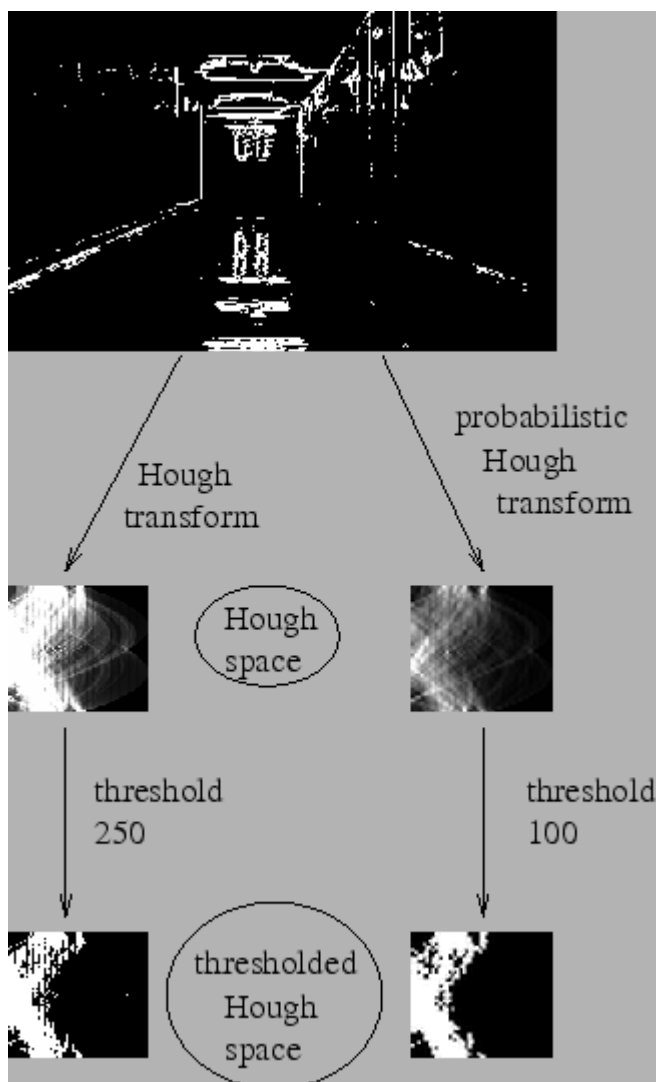 Hough
transform
probabilistic
Hough
transform
Hough
space
threshold
250
threshold
100
thresholded
Hough
space